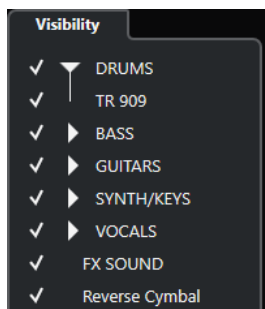 Visibility
DRUMS
TR 909
BASS
GUITARS
SYNTH/KEYS
VOCALS
FX SOUND
Reverse Cymbal